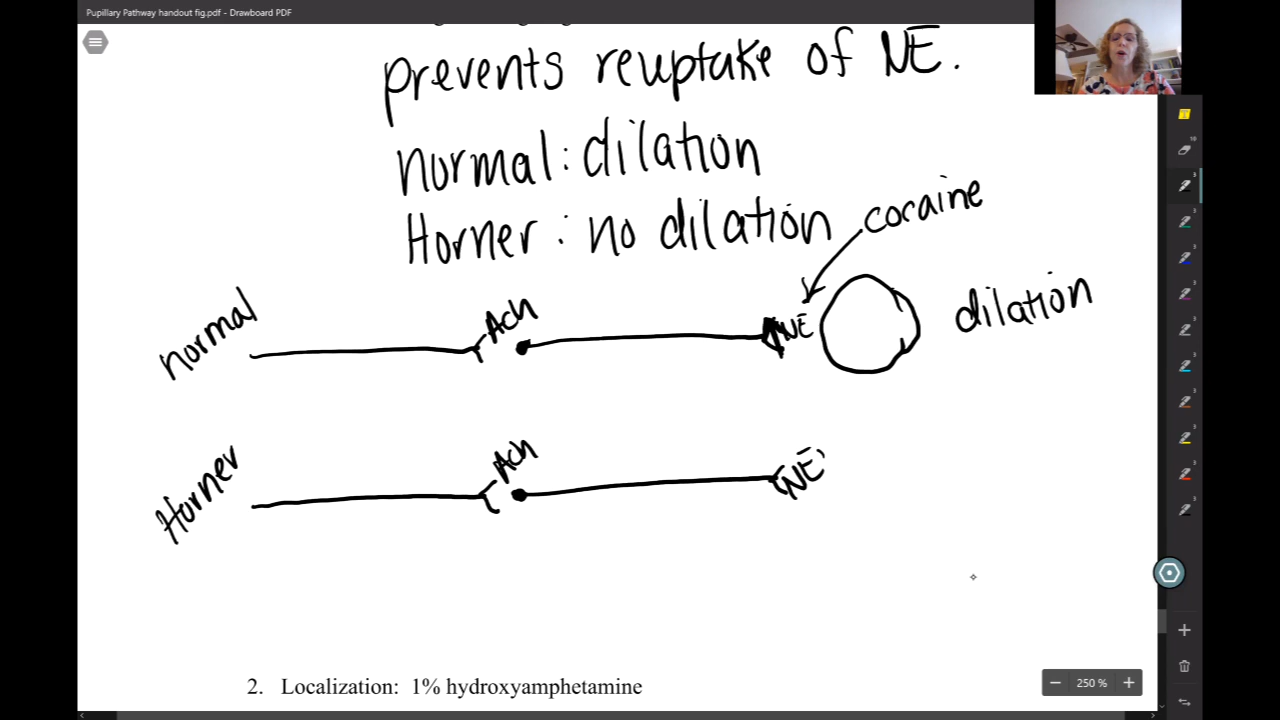 Pupillary Pathway handout fig.pdf - Drawboard PDF
prevents reuptake of NE.
normal: dilation
Horner: no dilation
cocaine
normal
Ach
NE
dilation
Horner
Ach
NE
2. Localization: 1% hydroxyamphetamine
250 %